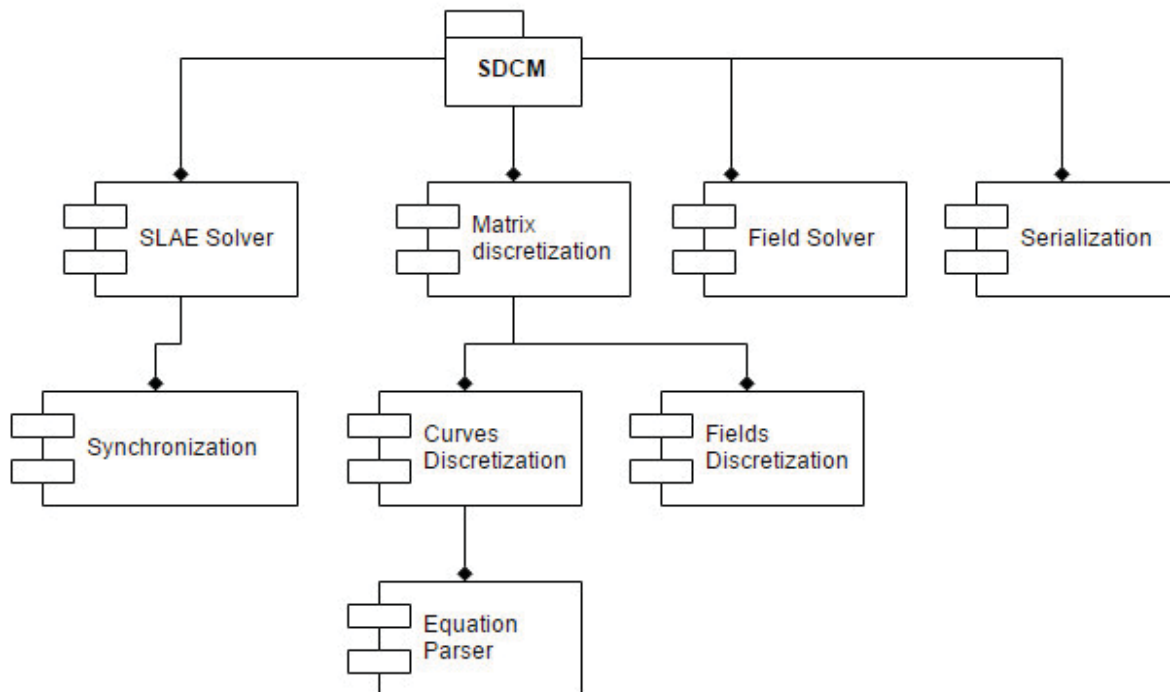 SDCM
SLAE Solver
Matrix
discretization
Field Solver
Serialization
Synchronization
Curves
Discretization
Fields
Discretization
Equation
Parser